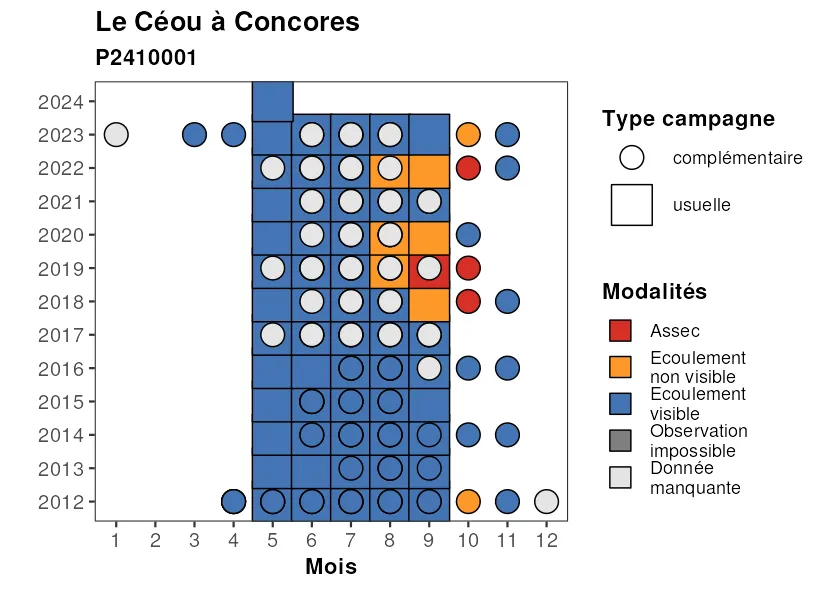 Le Céou à Concores
P2410001
2024
2023
2022
2021
2020
2019
2018
2017
2016
2015
2014
2013
2012
1 2 3 4 5 6 7 8 9 10 11 12
Mois
Type campagne
complémentaire
usuelle
Modalités
Assec
Ecoulement
non visible
Ecoulement
visible
Observation
impossible
Donnée
manquante